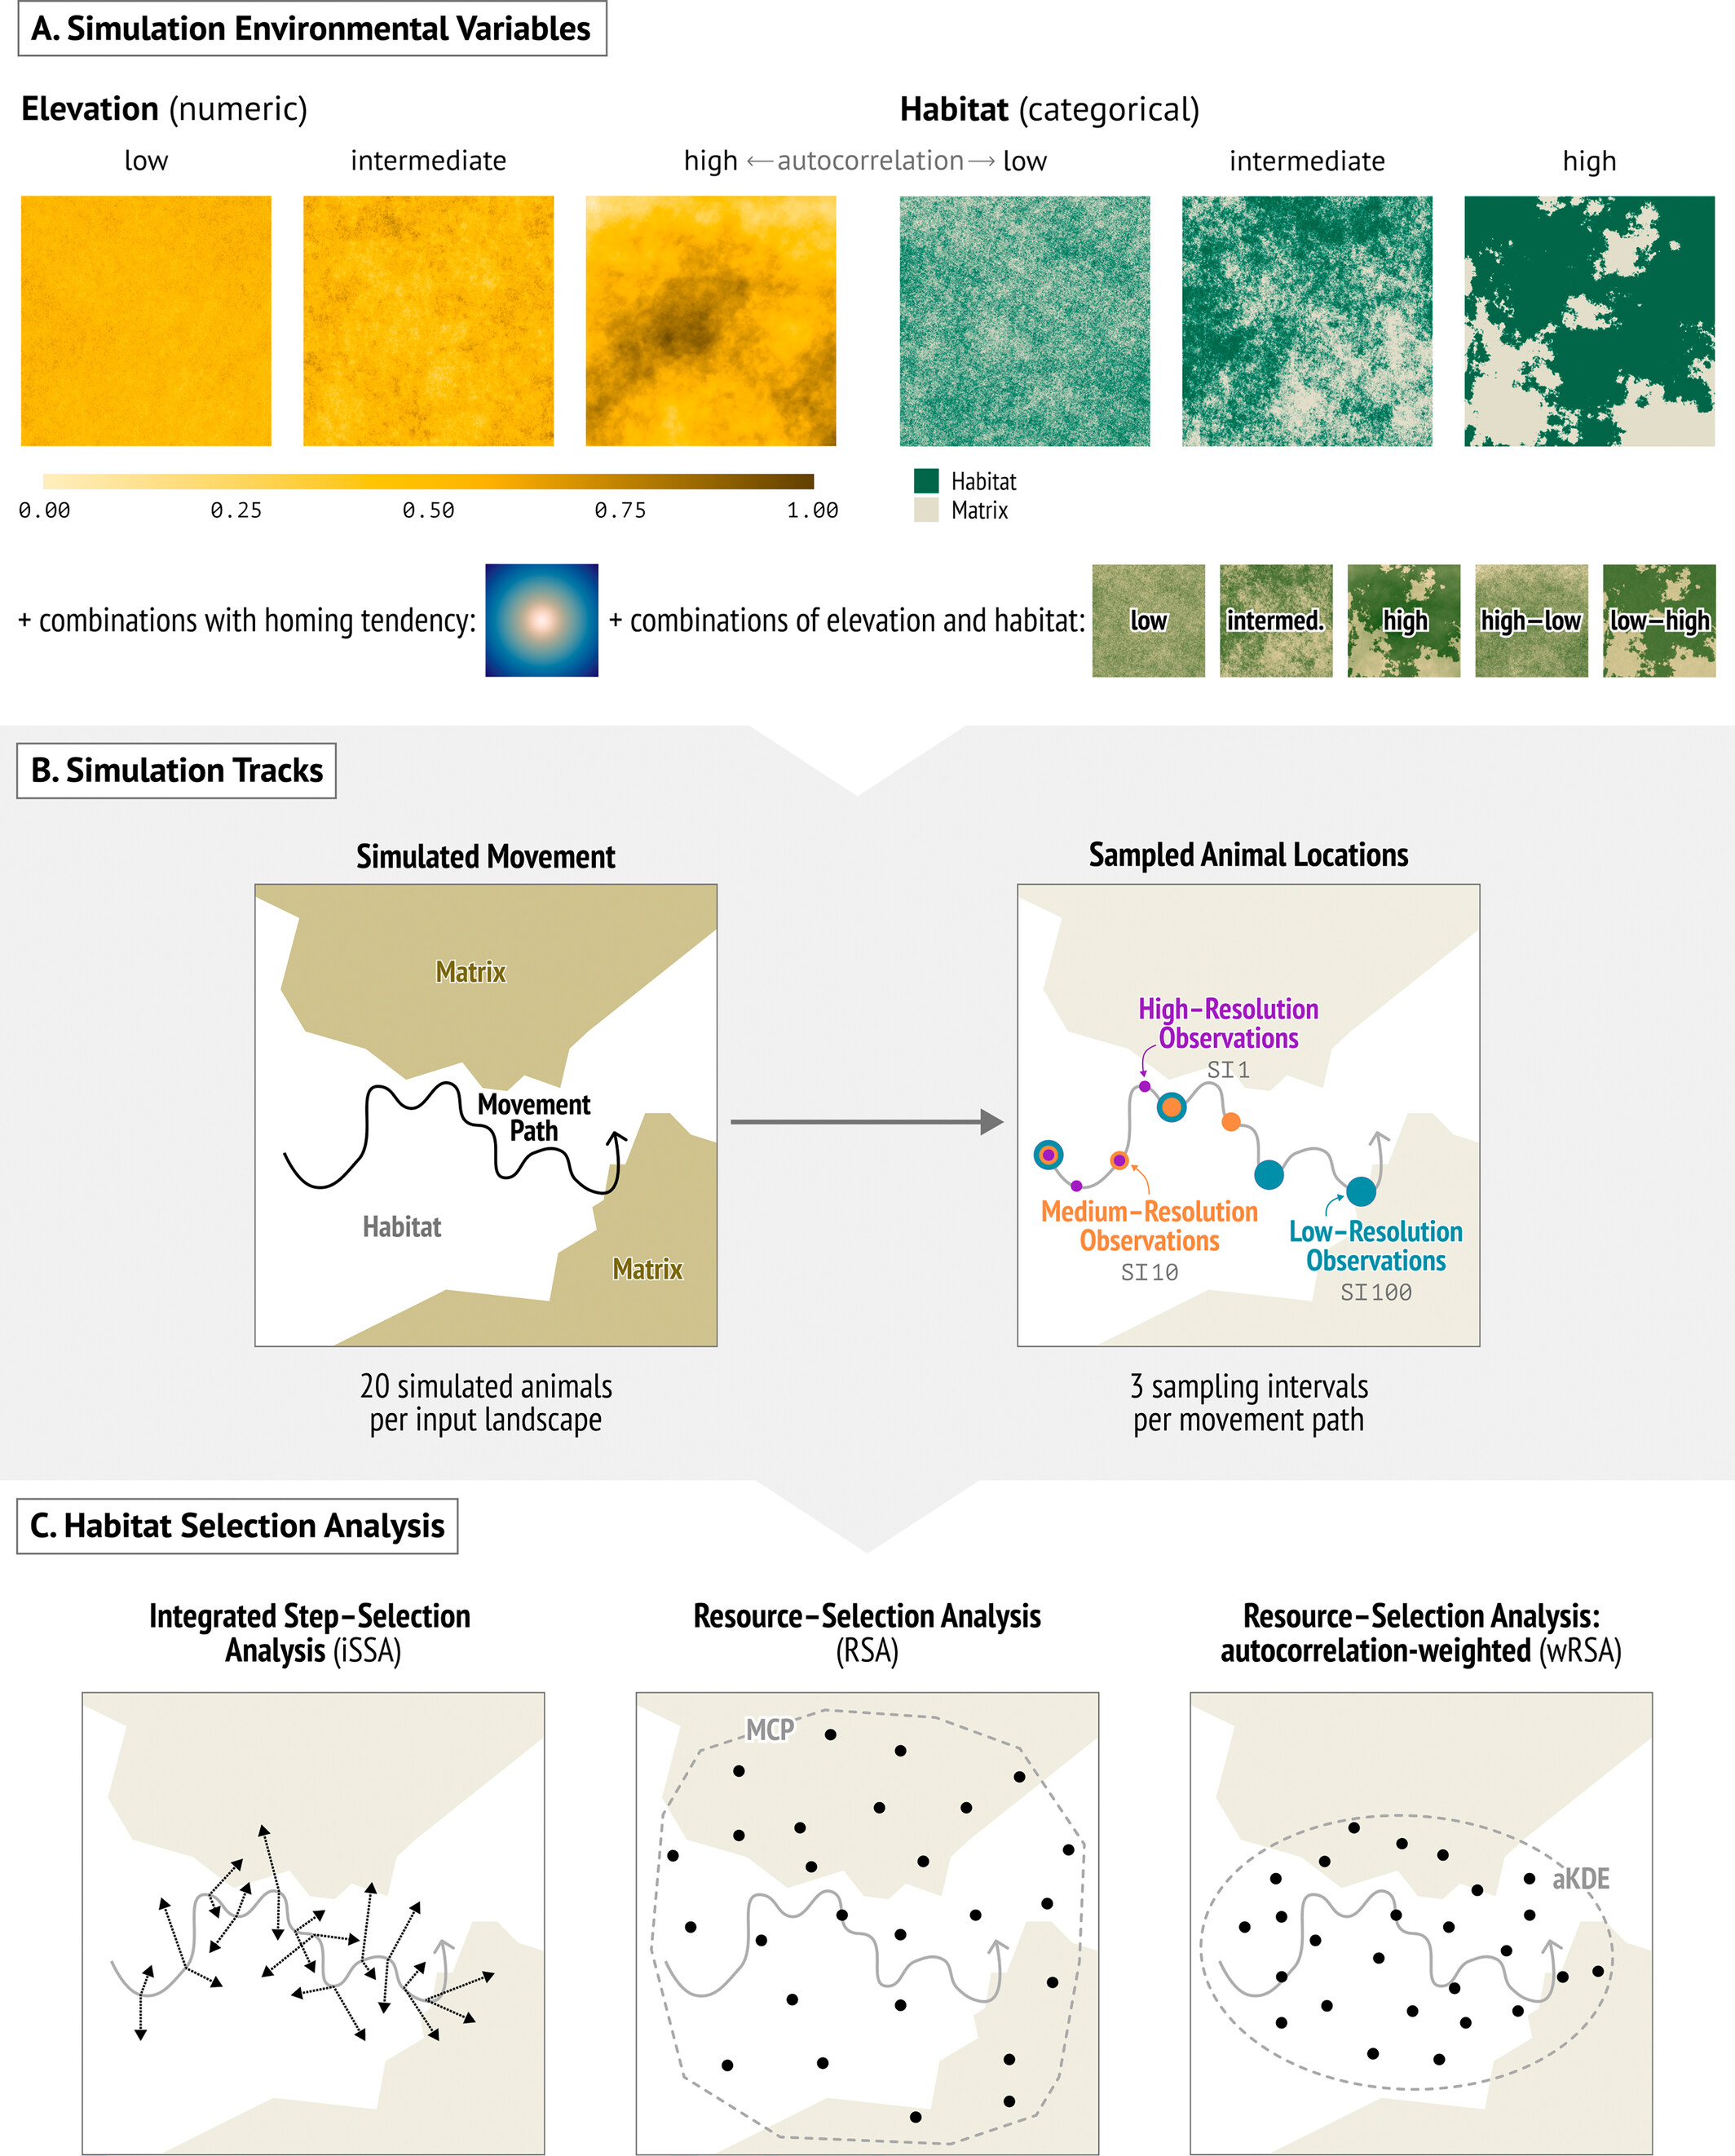 A. Simulation Environmental Variables
Elevation (numeric)
Habitat (categorical)
low
intermediate
high ←autocorrelation→ low
intermediate
high
0.00
0.25
0.50
0.75
1.00
Habitat
Matrix
+ combinations with homing tendency:
+ combinations of elevation and habitat:
low
intermed.
high
high–low
low–high
B. Simulation Tracks
Simulated Movement
Matrix
Movement
Path
Habitat
Matrix
20 simulated animals
per input landscape
Sampled Animal Locations
High–Resolution
Observations
SI1
Medium–Resolution
Observations
SI10
Low–Resolution
Observations
SI100
3 sampling intervals
per movement path
C. Habitat Selection Analysis
Integrated Step–Selection
Analysis (iSSA)
Resource–Selection Analysis
(RSA)
MCP
Resource–Selection Analysis:
autocorrelation-weighted (wRSA)
aKDE